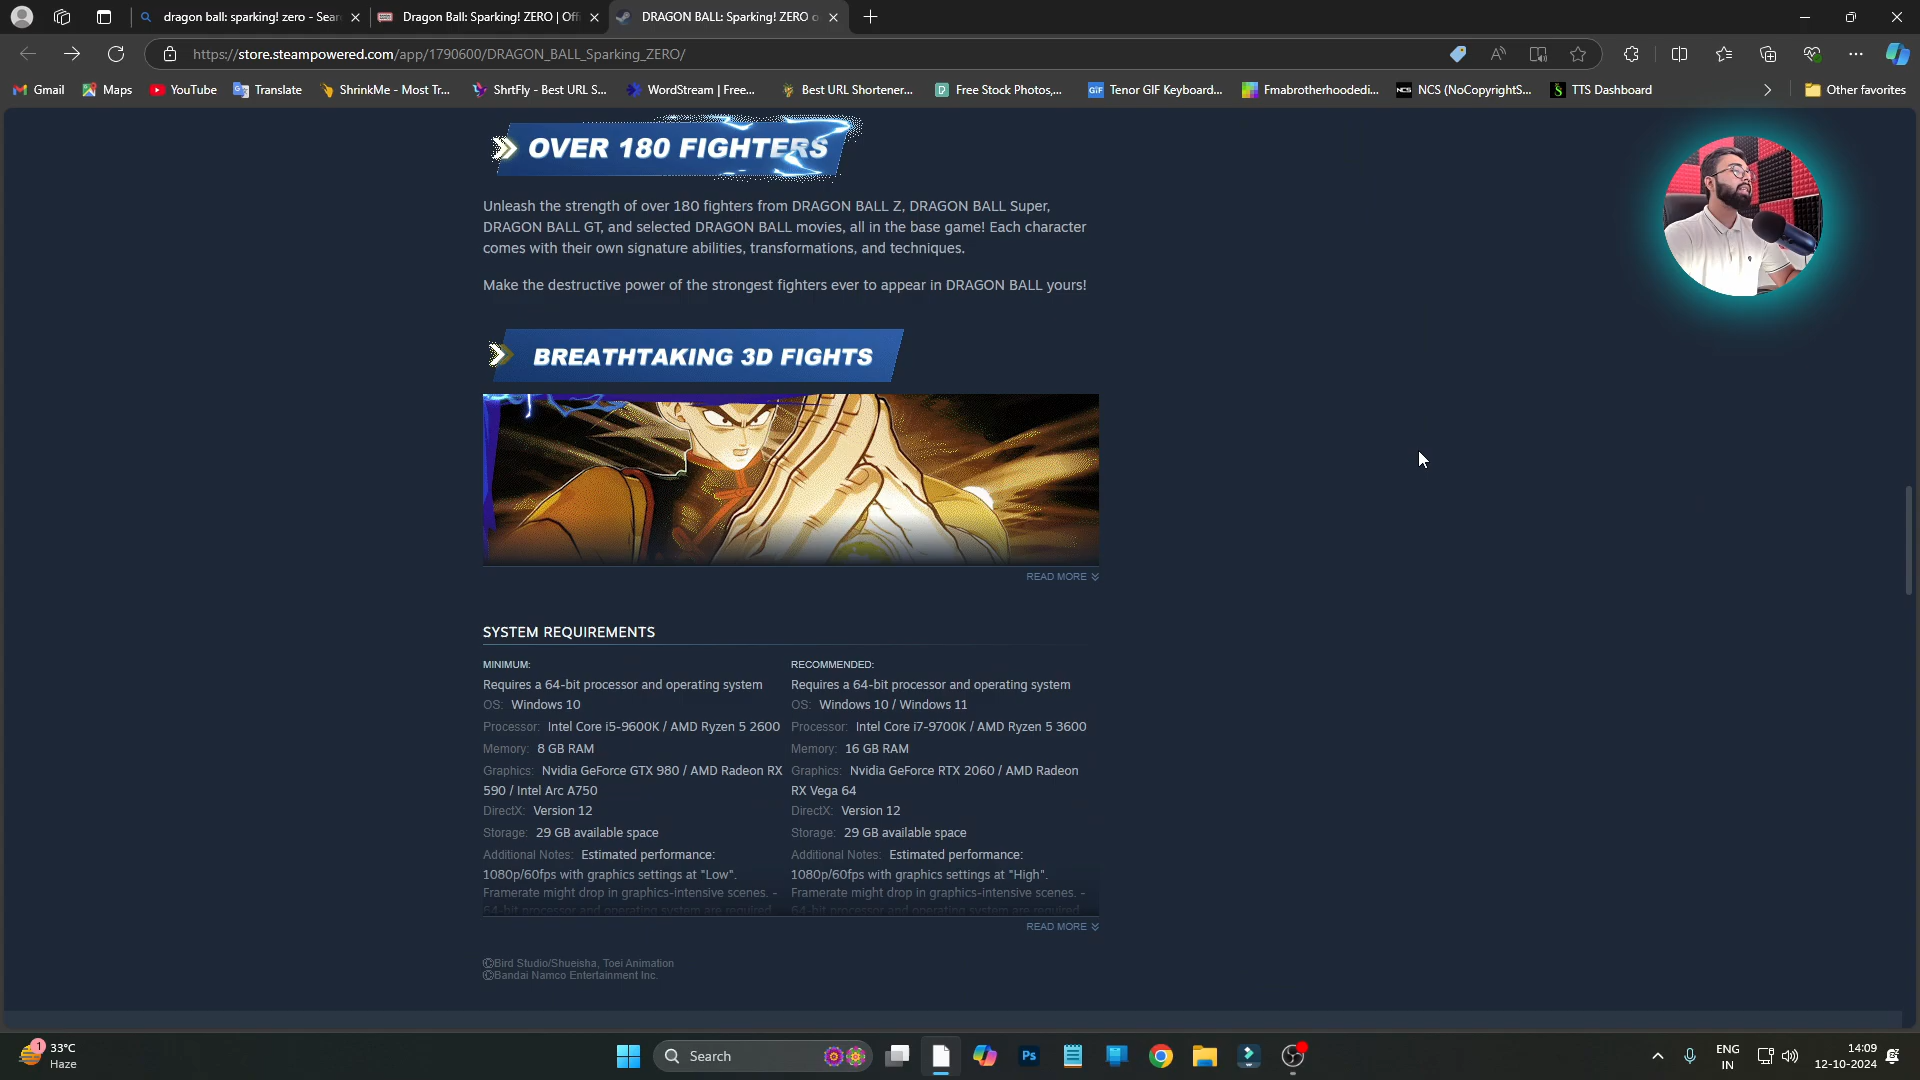 dragon ball: sparking! zero - Sear
Dragon Ball: Sparking! ZERO | Off
DRAGON BALL: Sparking! ZERO o
https://store.steampowered.com/app/1790600/DRAGON_BALL_Sparking_ZERO/
Gmail
Maps
YouTube
Translate
ShrinkMe - Most Tr...
ShrtFly - Best URL S...
WordStream | Free...
Best URL Shortener...
Free Stock Photos,...
GIF
Tenor GIF Keyboard...
Fmabrotherhoodedi...
NCS
NCS (NoCopyrightS...
TTS Dashboard
Other favorites
OVER 180 FIGHTERS
Unleash the strength of over 180 fighters from DRAGON BALL Z, DRAGON BALL Super,
DRAGON BALL GT, and selected DRAGON BALL movies, all in the base game! Each character
comes with their own signature abilities, transformations, and techniques.
Make the destructive power of the strongest fighters ever to appear in DRAGON BALL yours!
BREATHTAKING 3D FIGHTS
READ MORE
SYSTEM REQUIREMENTS
MINIMUM:
Requires a 64-bit processor and operating system
OS: Windows 10
Processor: Intel Core i5-9600K / AMD Ryzen 5 2600
Memory: 8 GB RAM
Graphics: Nvidia GeForce GTX 980 / AMD Radeon RX
590 / Intel Arc A750
DirectX: Version 12
Storage: 29 GB available space
Additional Notes: Estimated performance:
1080p/60fps with graphics settings at "Low".
Framerate might drop in graphics-intensive scenes. -
64-bit processor and operating system are required
RECOMMENDED:
Requires a 64-bit processor and operating system
OS: Windows 10 / Windows 11
Processor: Intel Core i7-9700K / AMD Ryzen 5 3600
Memory: 16 GB RAM
Graphics: Nvidia GeForce RTX 2060 / AMD Radeon
RX Vega 64
DirectX: Version 12
Storage: 29 GB available space
Additional Notes: Estimated performance:
1080p/60fps with graphics settings at "High".
Framerate might drop in graphics-intensive scenes. -
64-bit processor and operating system are required
READ MORE
©Bird Studio/Shueisha, Toei Animation
©Bandai Namco Entertainment Inc.
1
33°C
Haze
Search
Ps
ENG
IN
14:09
12-10-2024